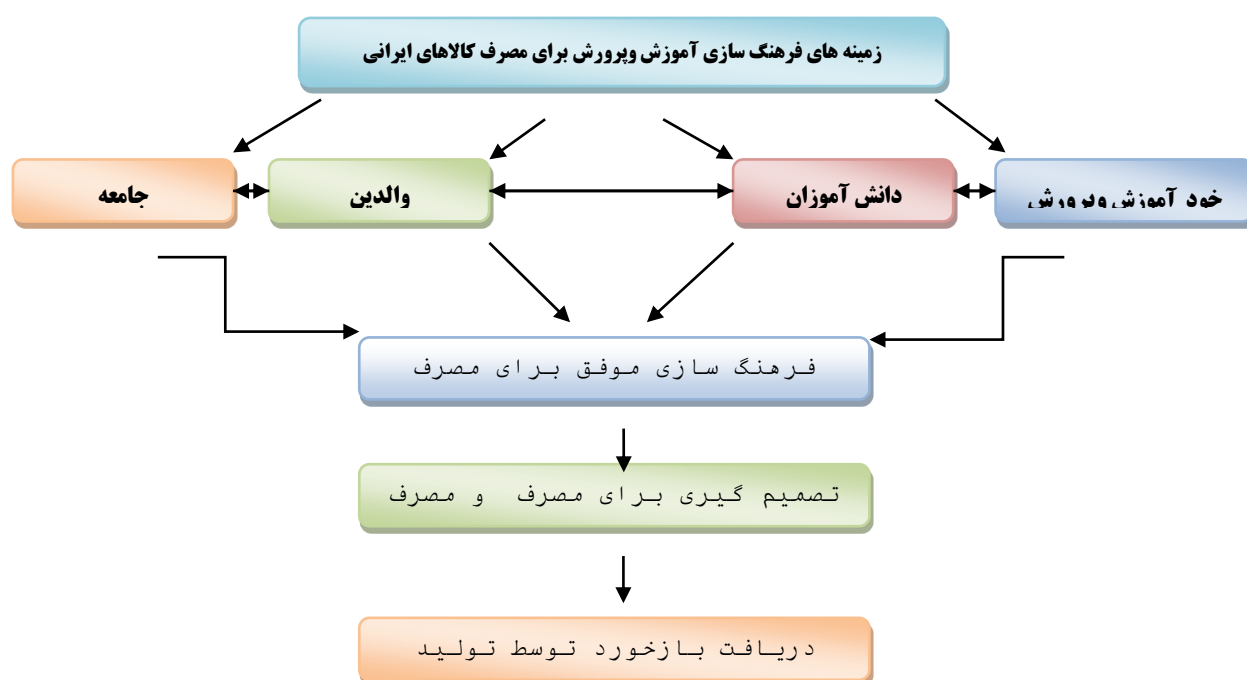 زمینه های فرهنگ سازی آموزش وپرورش برای مصرف کالاهای ایرانی
خود آموزش وپرورش
دانش آموزان
والدین
جامعه
فرهنگ سازی موفق برای مصرف
تصمیم گیری برای مصرف و مصرف
دریافت بازخورد توسط تولید